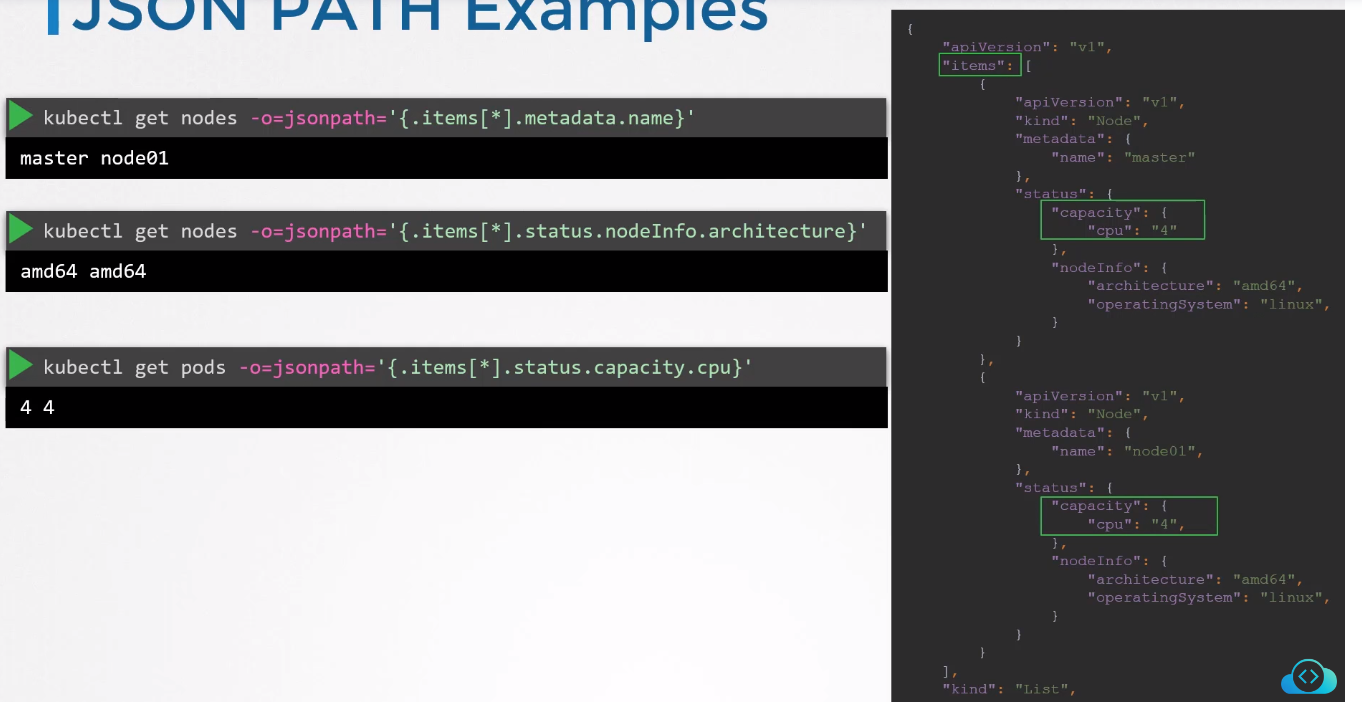 JSON PATH Examples
kubectl get nodes -o=jsonpath='{.items[*].metadata.name}'
master node01
kubectl get nodes -o=jsonpath='{.items[*].status.nodeInfo.architecture}'
amd64 amd64
kubectl get pods -o=jsonpath='{.items[*].status.capacity.cpu}'
4 4
{
"apiVersion": "v1",
"items": [
{
"apiVersion": "v1",
"kind": "Node",
"metadata": {
"name": "master"
},
"status": {
"capacity": {
"cpu": "4"
},
"nodeInfo": {
"architecture": "amd64",
"operatingSystem": "linux",
}
}
},
{
"apiVersion": "v1",
"kind": "Node",
"metadata": {
"name": "node01",
},
"status": {
"capacity": {
"cpu": "4",
},
"nodeInfo": {
"architecture": "amd64",
"operatingSystem": "linux",
}
}
}
],
"kind": "List",